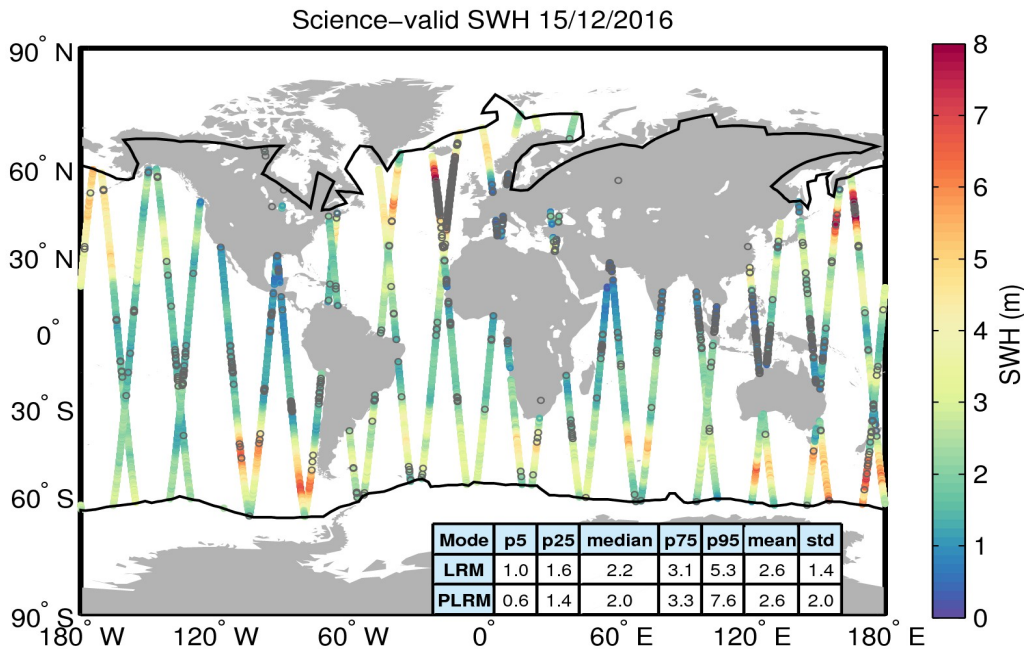 Science−valid SWH 15/12/2016
90° N
60° N
30° N
0°
30° S
60° S
90° S
180° W
120° W
60° W
0°
60° E
120° E
180° E
8
7
6
5
4
3
2
1
0
SWH (m)
Mode p5 p25 median p75 p95 mean std
LRM 1.0 1.6 2.2 3.1 5.3 2.6 1.4
PLRM 0.6 1.4 2.0 3.3 7.6 2.6 2.0